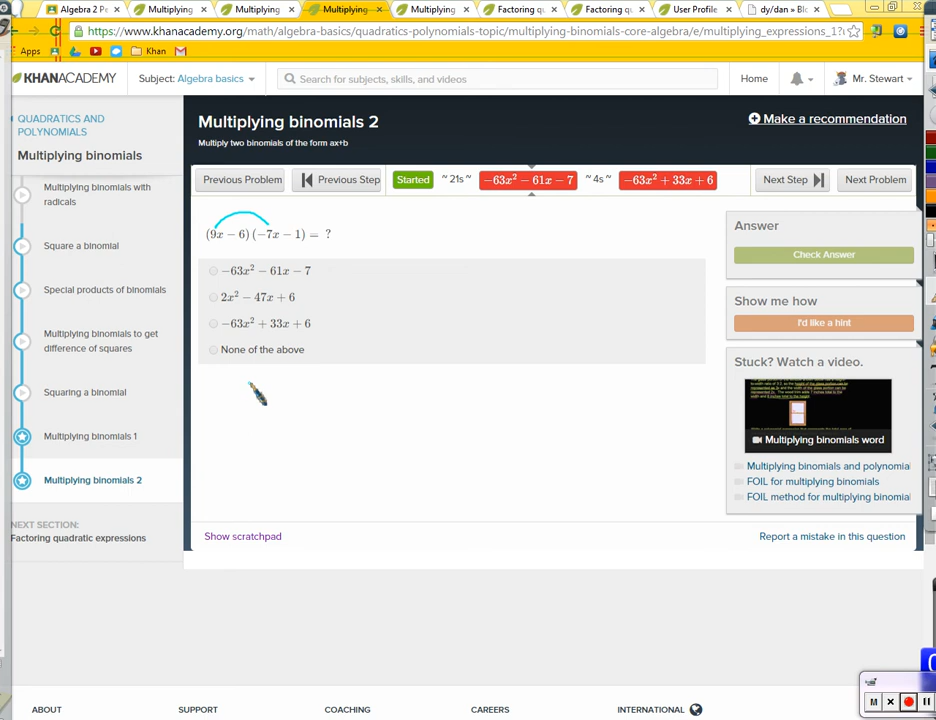 Algebra 2 Pe × Multiplying × Multiplying × Multiplying × Multiplying × Factoring qu × Factoring qu × User Profile × dy/dan » Blo ×
https://www.khanacademy.org/math/algebra-basics/quadratics-polynomials-topic/multiplying-binomials-core-algebra/e/multiplying_expressions_1?
Apps Khan
KHANACADEMY Subject: Algebra basics Search for subjects, skills, and videos Home Mr. Stewart
QUADRATICS AND
POLYNOMIALS
Multiplying binomials
Multiplying binomials with
radicals
Square a binomial
Special products of binomials
Multiplying binomials to get
difference of squares
Squaring a binomial
Multiplying binomials 1
Multiplying binomials 2
NEXT SECTION:
Factoring quadratic expressions
Multiplying binomials 2
Make a recommendation
Multiply two binomials of the form ax+b
Previous Problem Previous Step Started ~ 21s −63x² − 61x − 7 ~ 4s −63x² + 33x + 6 Next Step Next Problem
(9x − 6)(−7x − 1) = ?
−63x² − 61x − 7
2x² − 47x + 6
−63x² + 33x + 6
None of the above
Show scratchpad
Answer
Check Answer
Show me how
I'd like a hint
Stuck? Watch a video.
Multiplying binomials word
Multiplying binomials and polynomia
FOIL for multiplying binomials
FOIL method for multiplying binomia
Report a mistake in this question
ABOUT SUPPORT COACHING CAREERS INTERNATIONAL
M